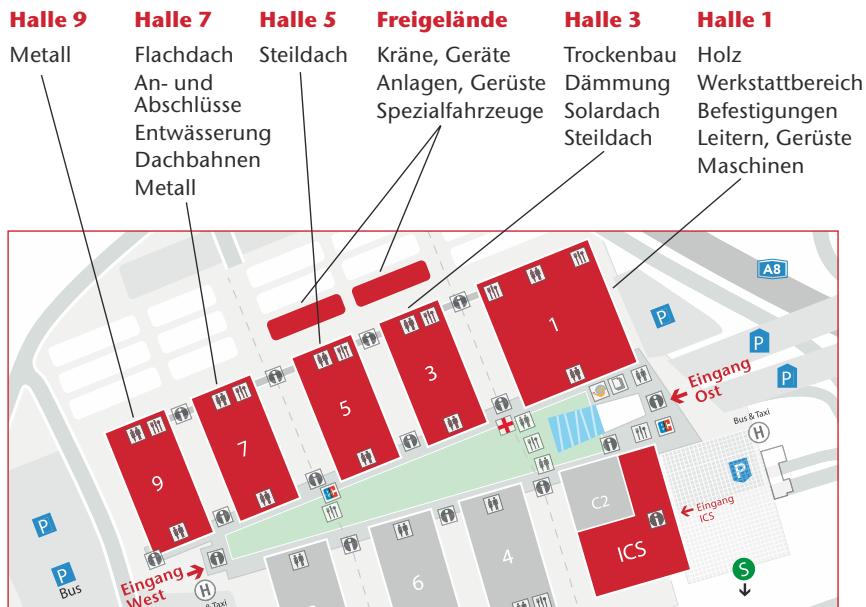 Halle 9
Metall
Halle 7
Flachdach
An- und
Abschlüsse
Entwässerung
Dachbahnen
Metall
Halle 5
Steildach
Freigelände
Kräne, Geräte
Anlagen, Gerüste
Spezialfahrzeuge
Halle 3
Trockenbau
Dämmung
Solardach
Steildach
Halle 1
Holz
Werkstattbereich
Befestigungen
Leitern, Gerüste
Maschinen
A8
P
P
P
1
3
5
7
9
Eingang
Ost
Bus & Taxi
H
P
Eingang
ICS
C2
ICS
S
4
6
P
P
Bus
Eingang
West
H
& Taxi